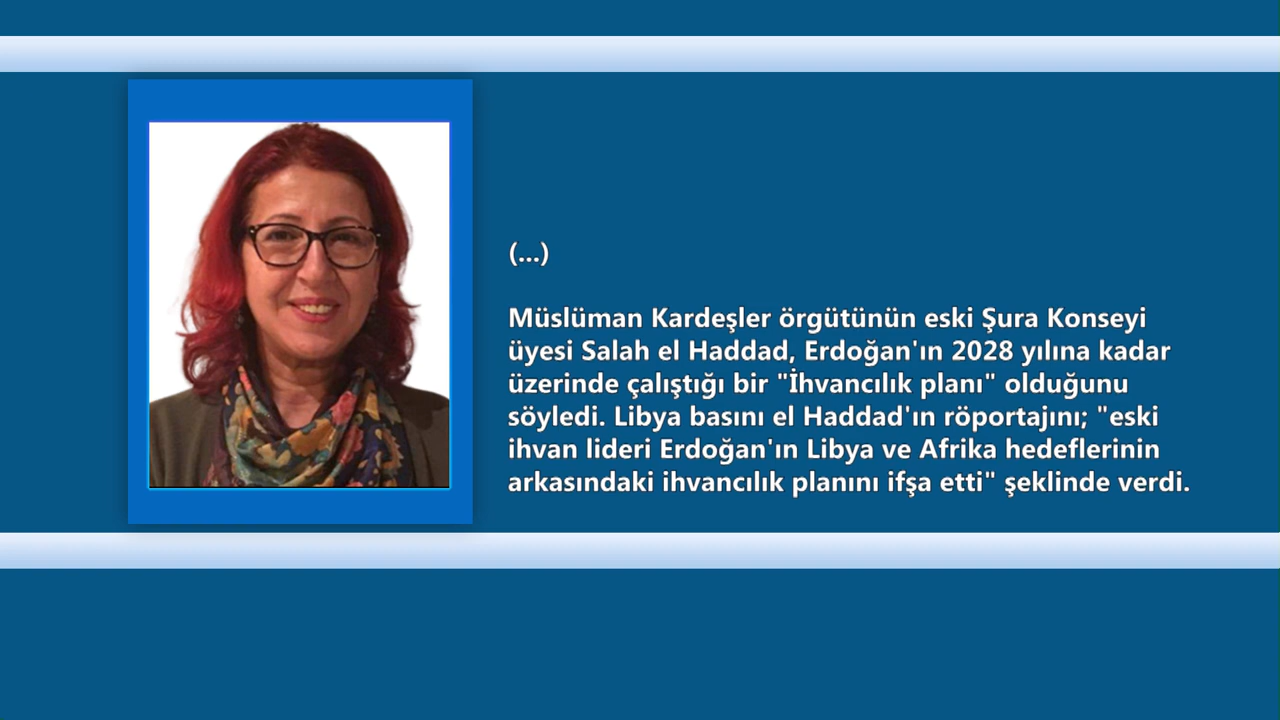 (...)
Müslüman Kardeşler örgütünün eski Şura Konseyi
üyesi Salah el Haddad, Erdoğan'ın 2028 yılına kadar
üzerinde çalıştığı bir "İhvancılık planı" olduğunu
söyledi. Libya basını el Haddad'ın röportajını; "eski
ihvan lideri Erdoğan'ın Libya ve Afrika hedeflerinin
arkasındaki ihvancılık planını ifşa etti" şeklinde verdi.